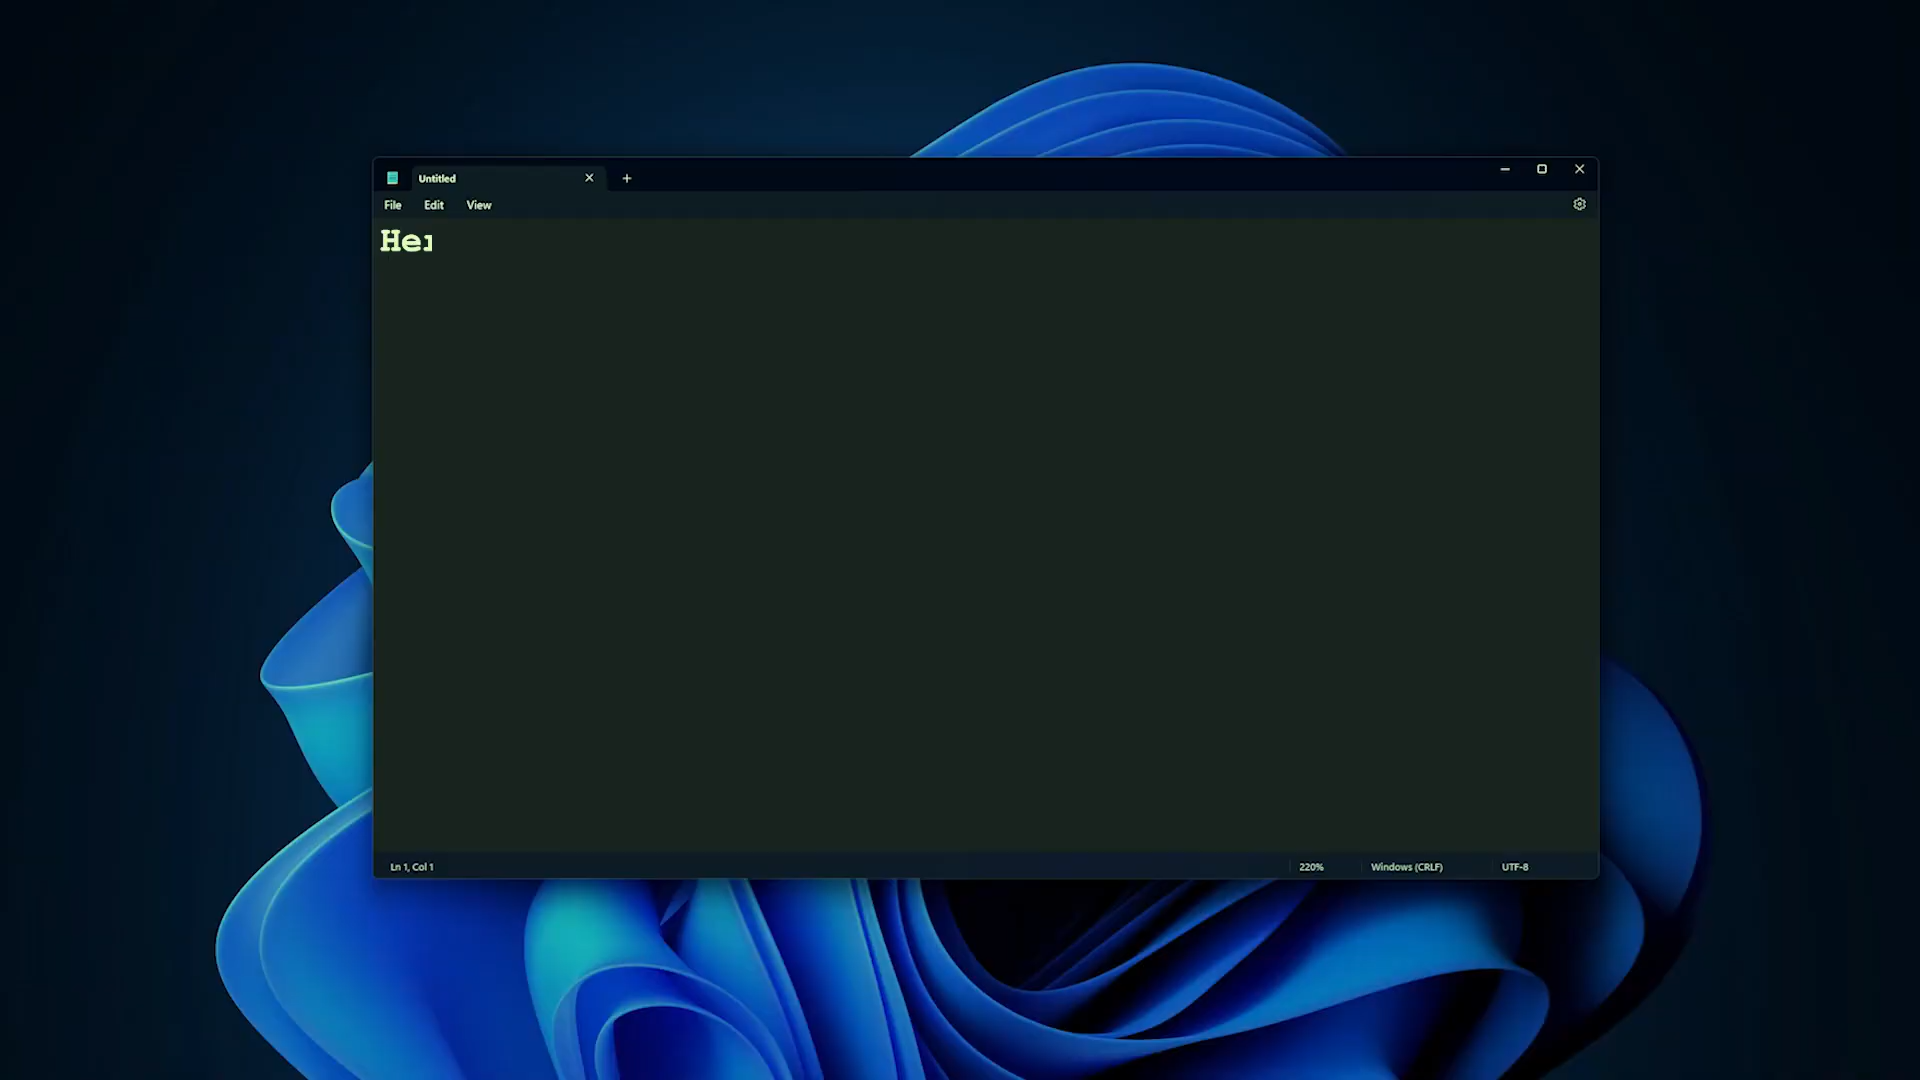 Untitled
File Edit View
He
Ln 1, Col 1 220% Windows (CRLF) UTF-8